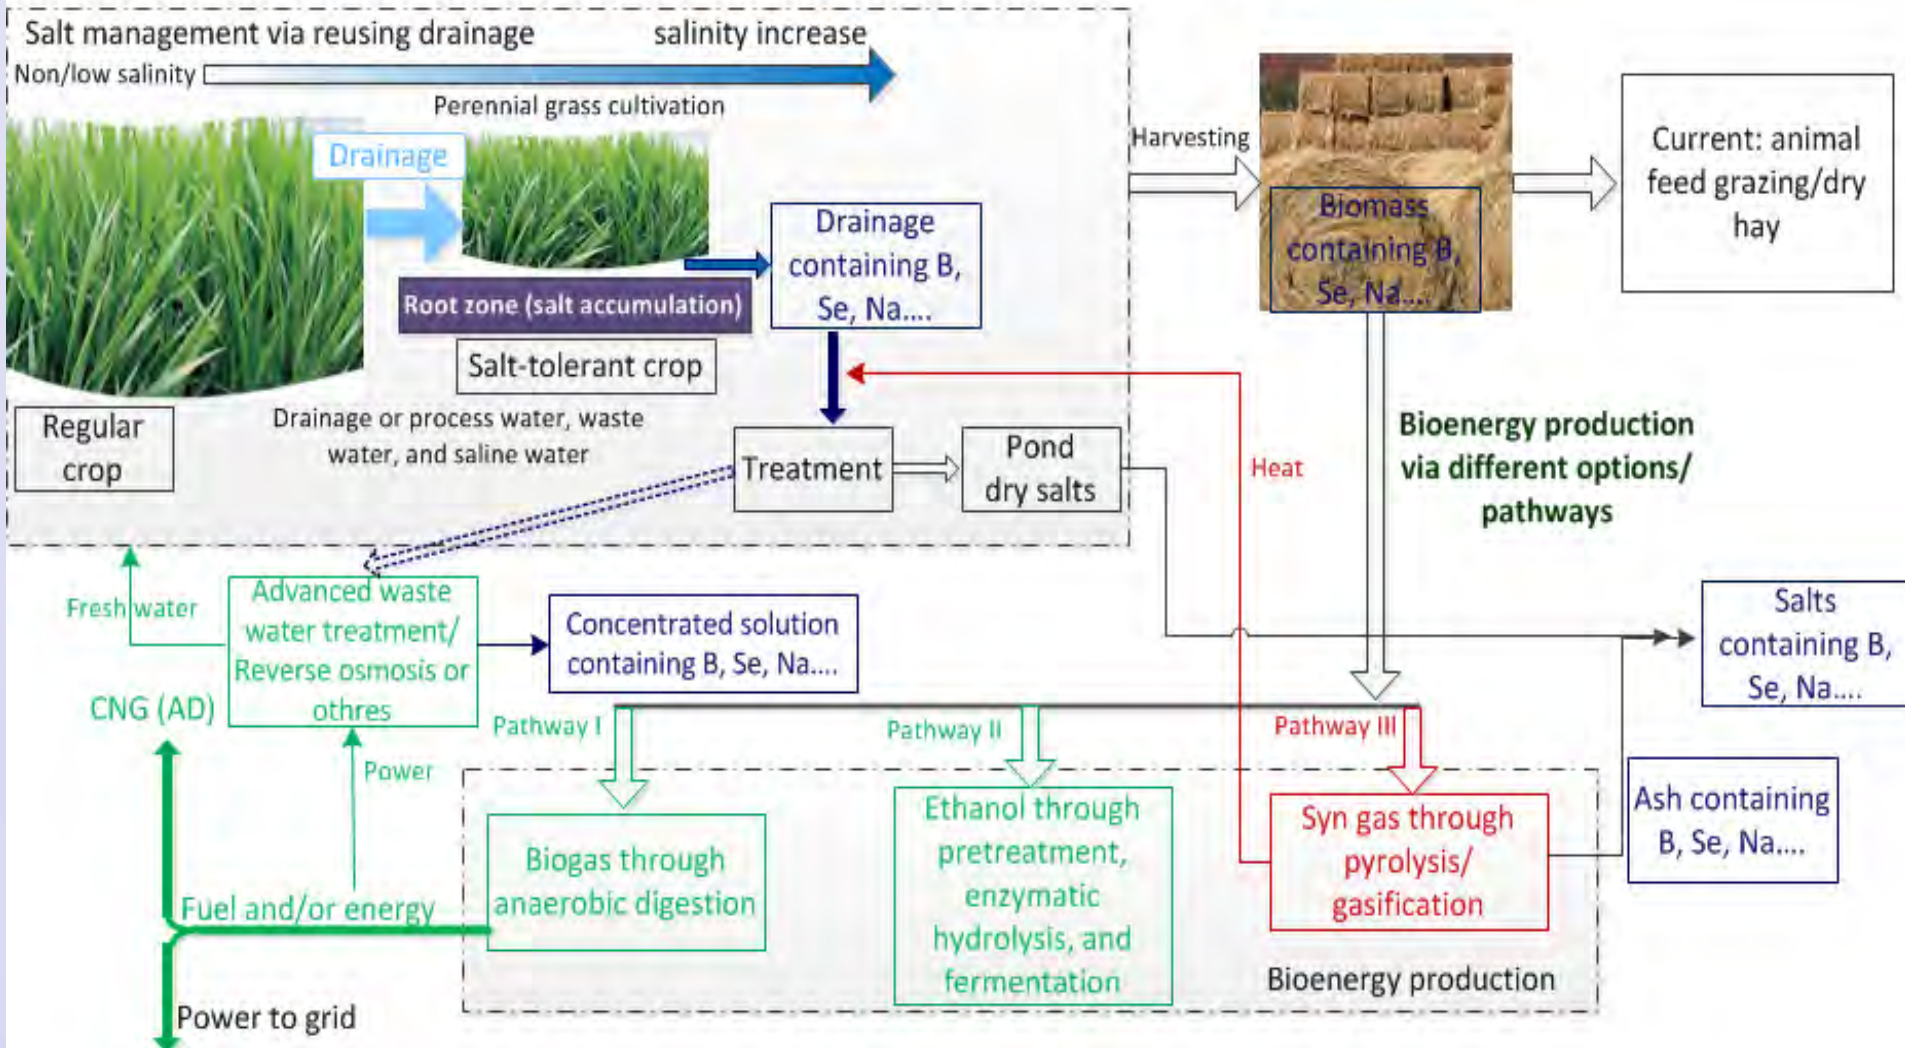 Salt management via reusing drainage
salinity increase
Non/low salinity
Perennial grass cultivation
Drainage
Root zone (salt accumulation)
Salt-tolerant crop
Regular
crop
Drainage or process water, waste
water, and saline water
Drainage
containing B,
Se, Na....
Treatment
Pond
dry salts
Harvesting
Biomass
containing B,
Se, Na....
Current: animal
feed grazing/dry
hay
Heat
Bioenergy production
via different options/
pathways
Fresh water
Advanced waste
water treatment/
Reverse osmosis or
othres
Concentrated solution
containing B, Se, Na....
Salts
containing B,
Se, Na....
CNG (AD)
Power
Pathway I
Pathway II
Pathway III
Biogas through
anaerobic digestion
Ethanol through
pretreatment,
enzymatic
hydrolysis, and
fermentation
Syn gas through
pyrolysis/
gasification
Ash containing
B, Se, Na....
Fuel and/or energy
Bioenergy production
Power to grid